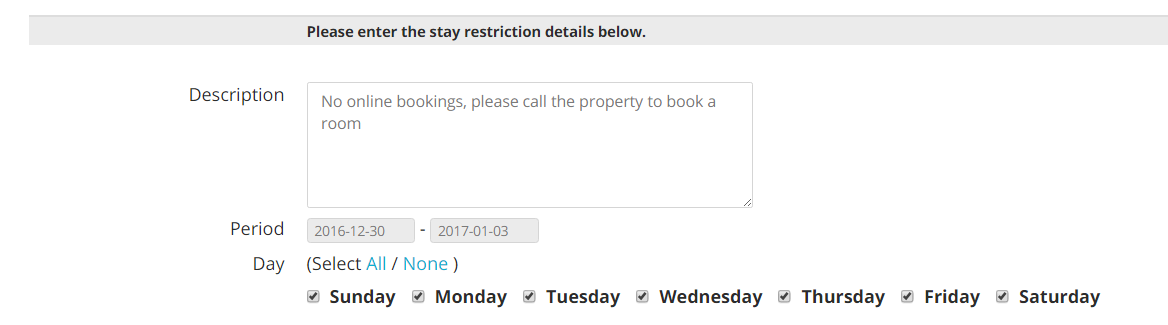 Please enter the stay restriction details below.
Description
No online bookings, please call the property to book a
room
Period 2016-12-30 - 2017-01-03
Day (Select All / None )
Sunday Monday Tuesday Wednesday Thursday Friday Saturday